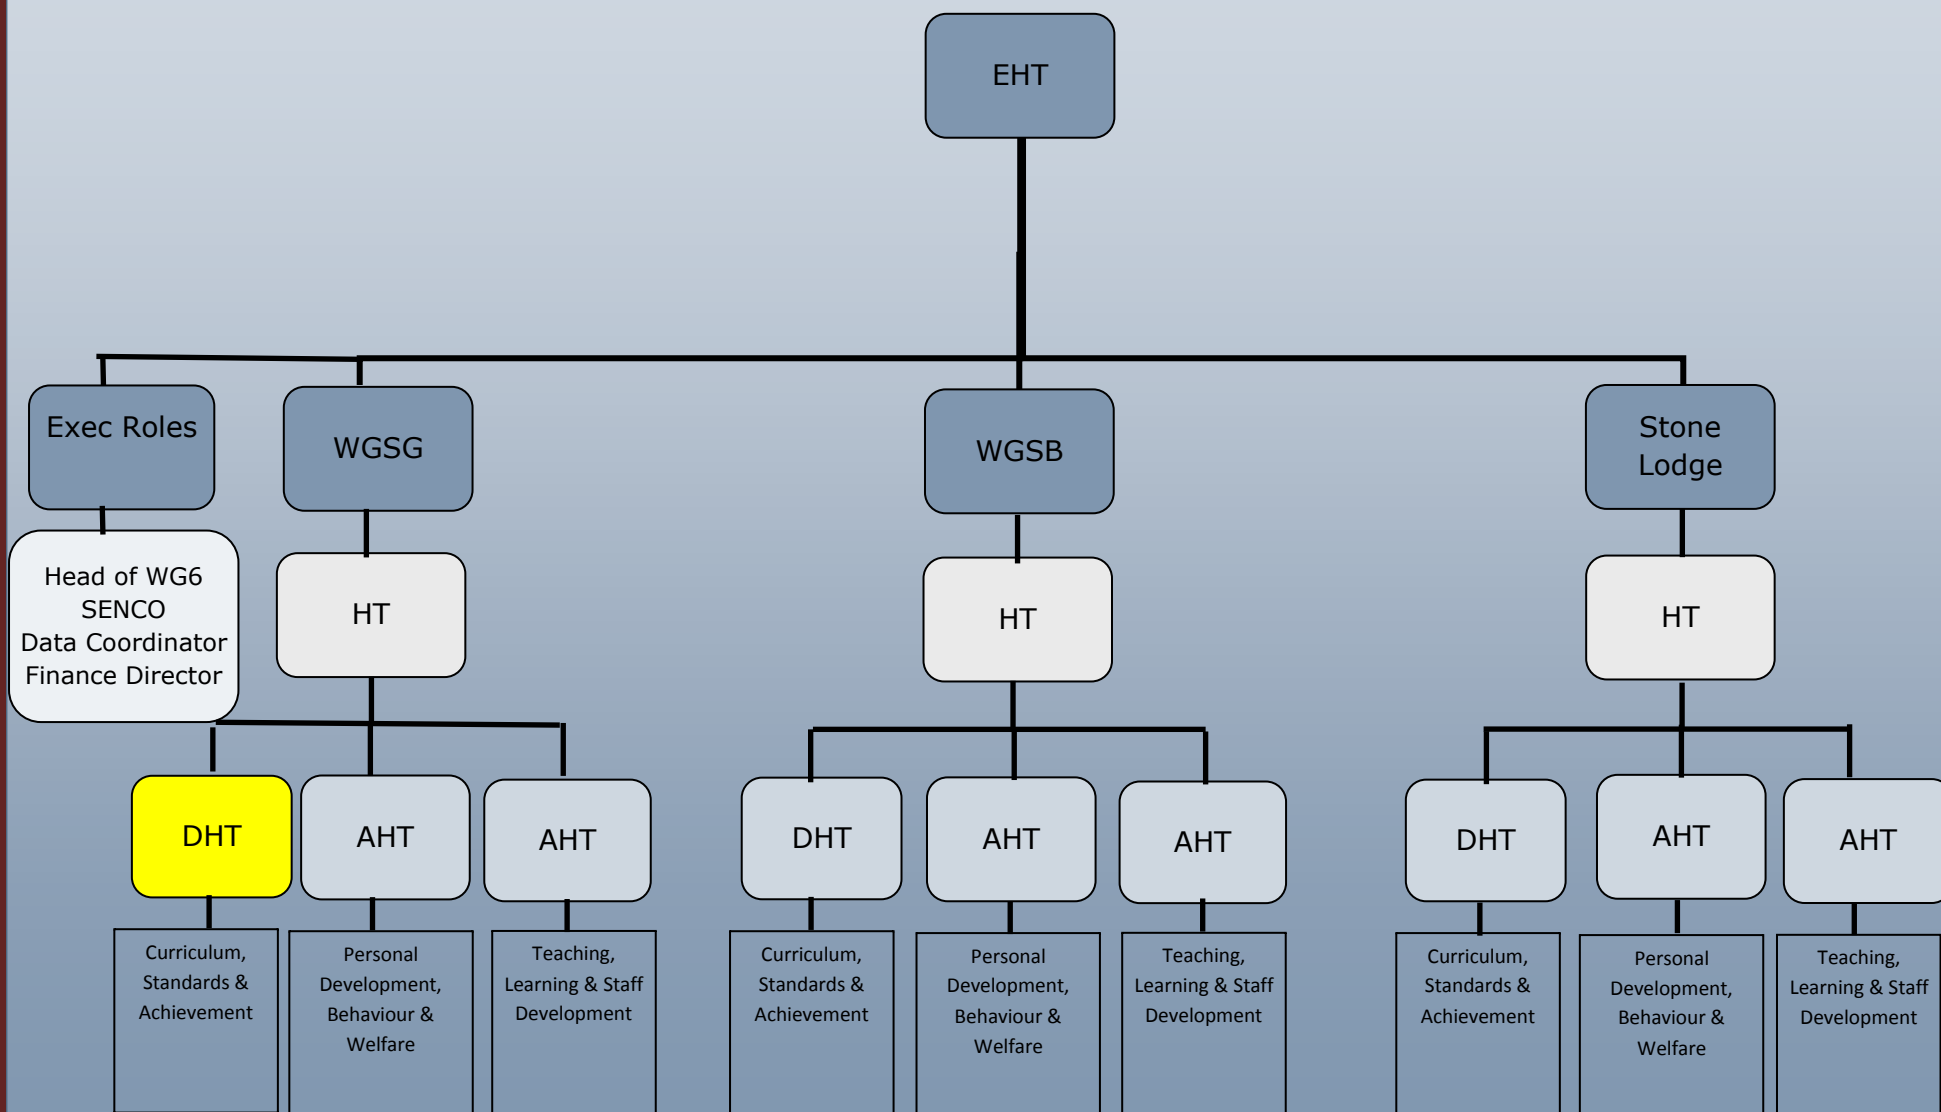 EHT
Exec Roles
WGSG
WGSB
Stone
Lodge
Head of WG6
SENCO
Data Coordinator
Finance Director
HT
HT
HT
DHT
AHT
AHT
DHT
AHT
AHT
DHT
AHT
AHT
Curriculum,
Standards &
Achievement
Personal
Development,
Behaviour &
Welfare
Teaching,
Learning & Staff
Development
Curriculum,
Standards &
Achievement
Personal
Development,
Behaviour &
Welfare
Teaching,
Learning & Staff
Development
Curriculum,
Standards &
Achievement
Personal
Development,
Behaviour &
Welfare
Teaching,
Learning & Staff
Development